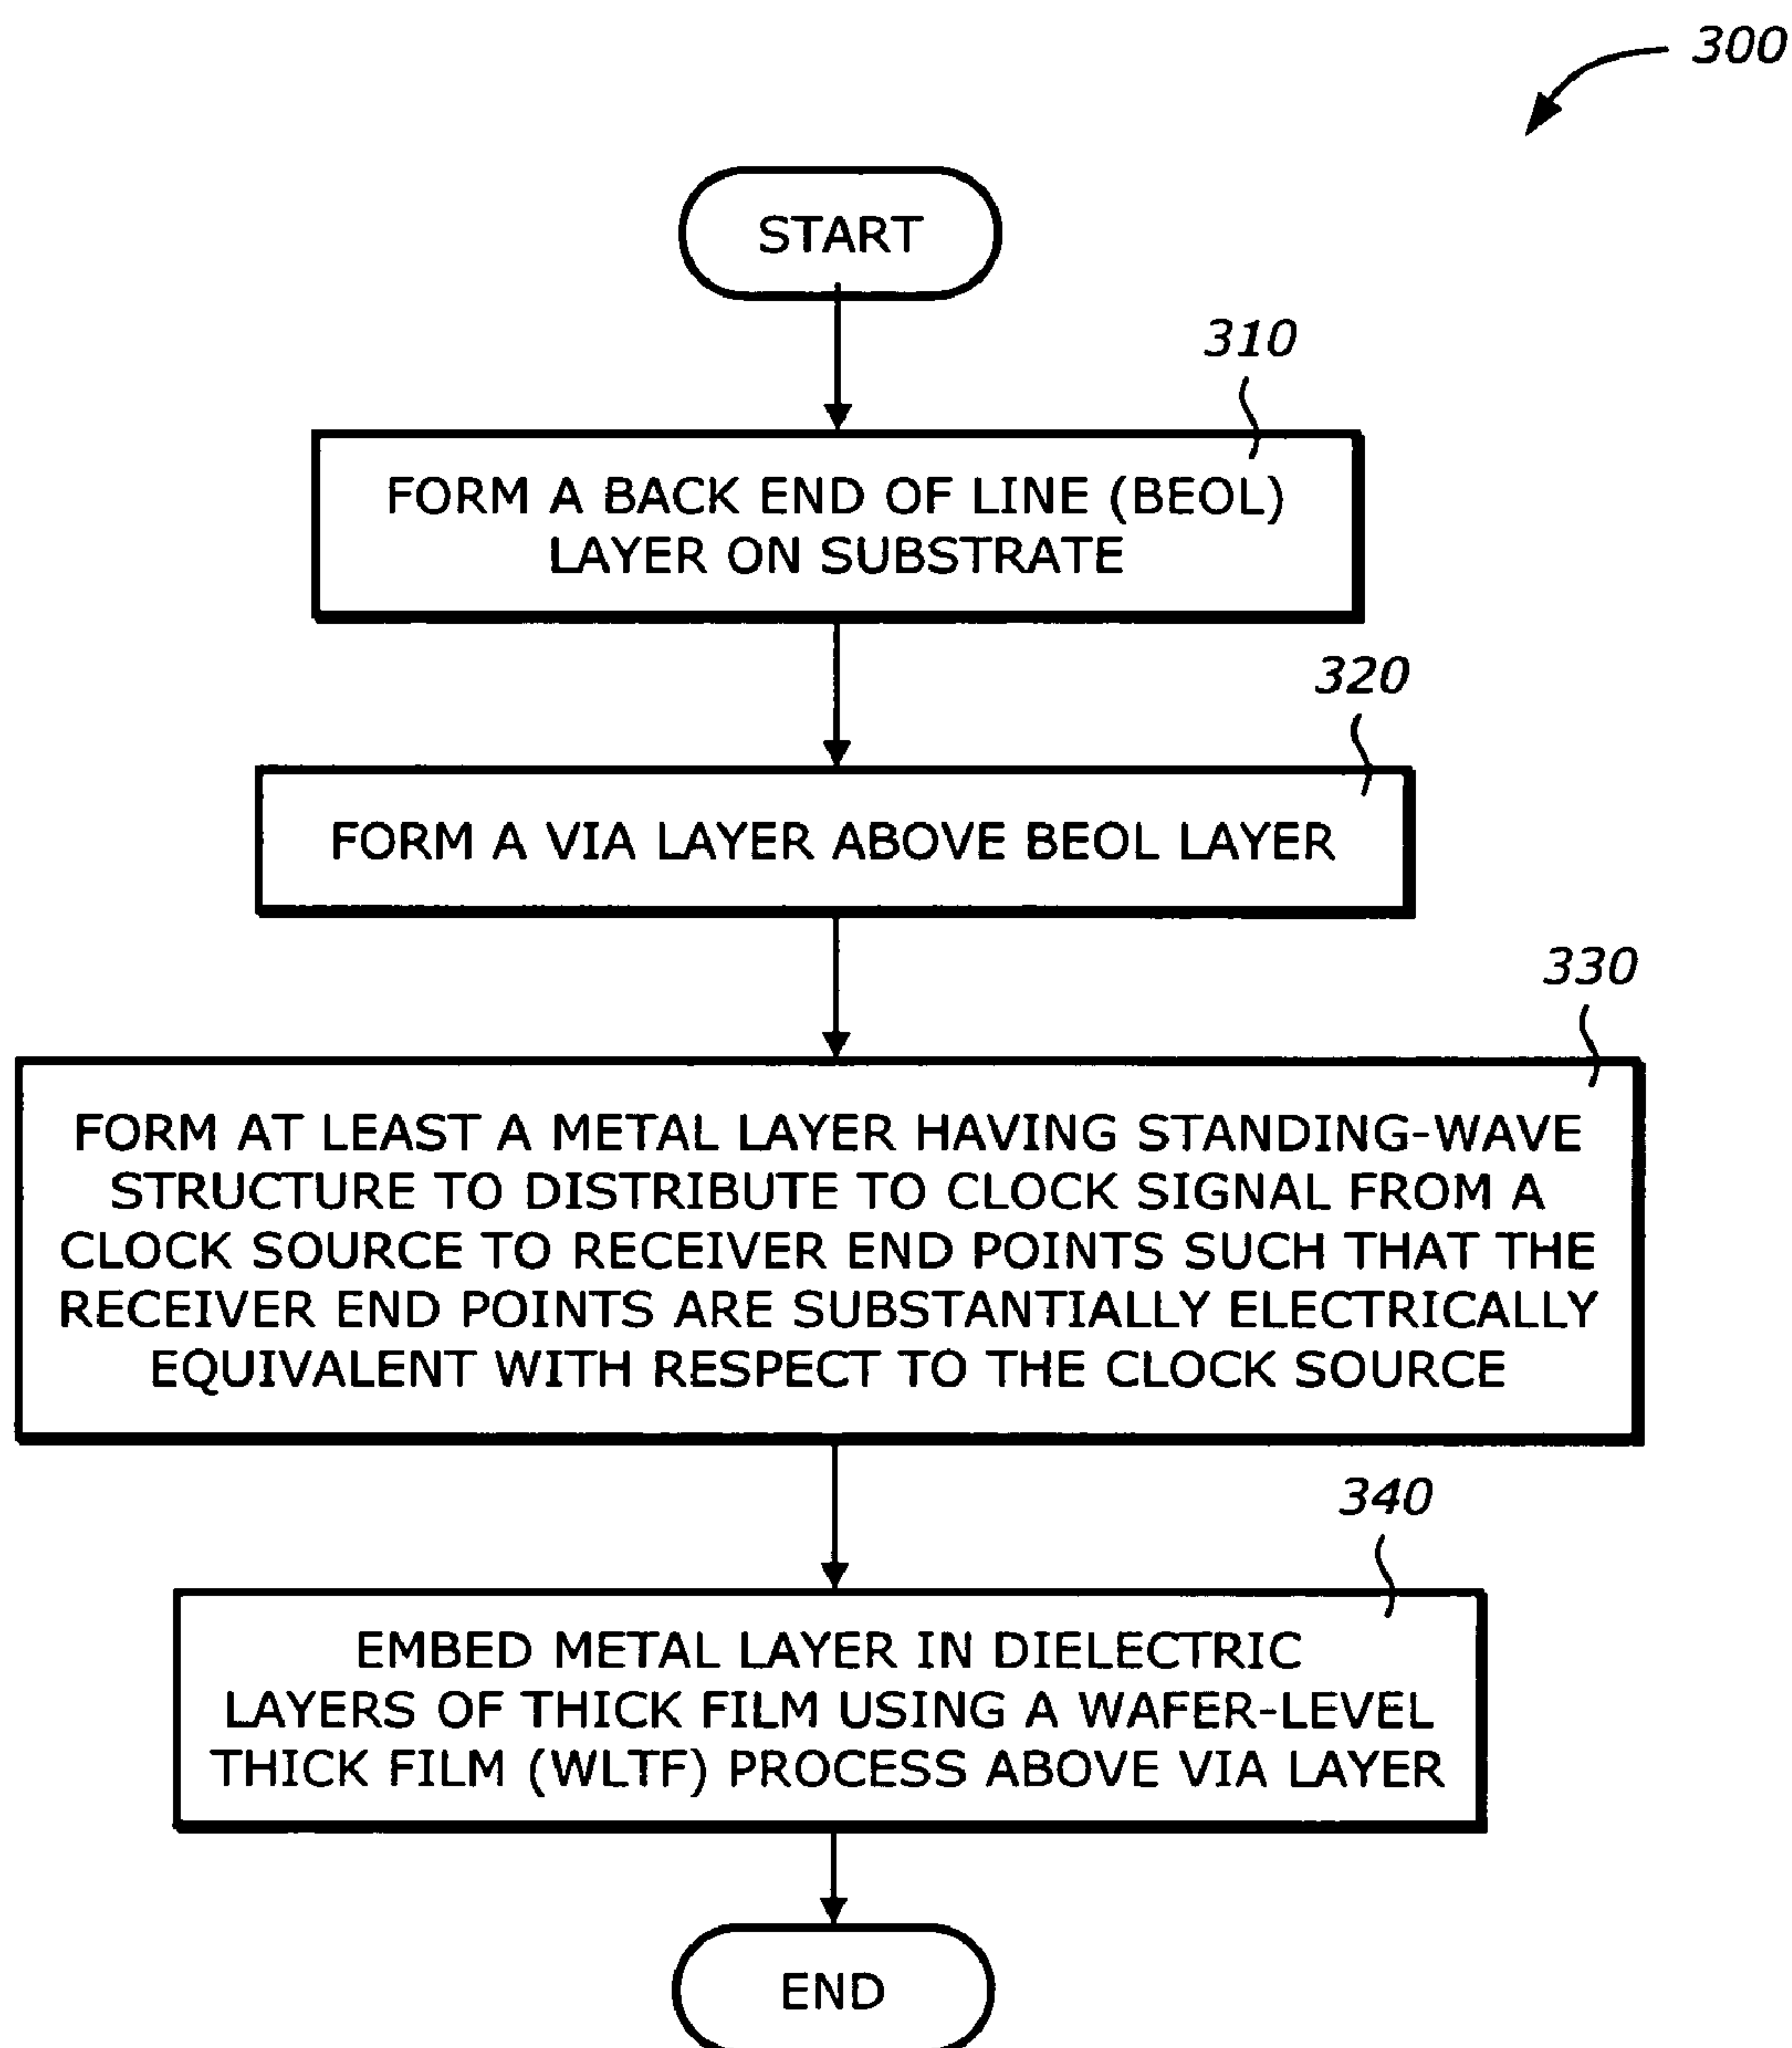 300
START
310
FORM A BACK END OF LINE (BEOL)
LAYER ON SUBSTRATE
320
FORM A VIA LAYER ABOVE BEOL LAYER
330
FORM AT LEAST A METAL LAYER HAVING STANDING-WAVE
STRUCTURE TO DISTRIBUTE TO CLOCK SIGNAL FROM A
CLOCK SOURCE TO RECEIVER END POINTS SUCH THAT THE
RECEIVER END POINTS ARE SUBSTANTIALLY ELECTRICALLY
EQUIVALENT WITH RESPECT TO THE CLOCK SOURCE
340
EMBED METAL LAYER IN DIELECTRIC
LAYERS OF THICK FILM USING A WAFER-LEVEL
THICK FILM (WLTF) PROCESS ABOVE VIA LAYER
END